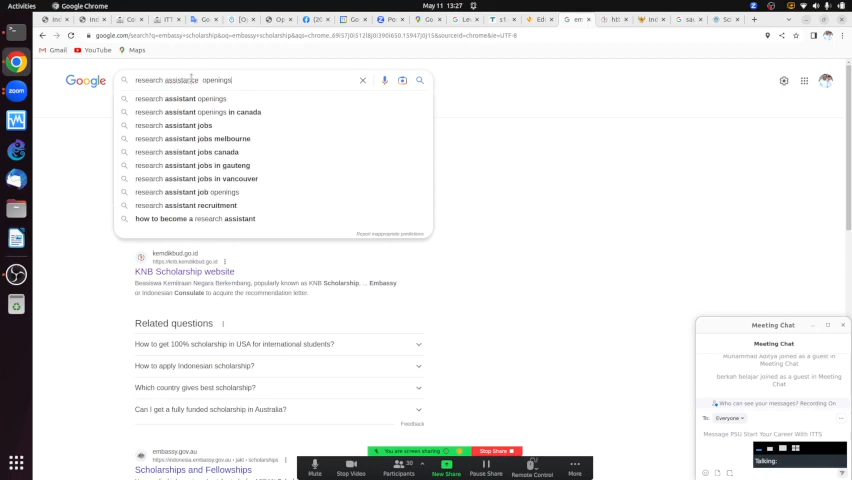 Activities
Google Chrome
May 11 13:27
google.com/search?q=embassy+scholarship&oq=embassy+scholarship&aqs=chrome
Gmail
YouTube
Maps
Google
research assistance openings
research assistant openings
research assistant openings in canada
research assistant jobs
research assistant jobs melbourne
research assistant jobs canada
research assistant jobs in gauteng
research assistant jobs in vancouver
research assistant job openings
research assistant recruitment
how to become a research assistant
Report inappropriate predictions
kemdikbud.go.id
https://knb.kemdikbud.go.id
KNB Scholarship website
Beasiswa Kemitraan Negara Berkembang, popularly known as KNB Scholarship, ... Embassy
or Indonesian Consulate to acquire the recommendation letter.
Related questions
How to get 100% scholarship in USA for international students?
How to apply Indonesian scholarship?
Which country gives best scholarship?
Can I get a fully funded scholarship in Australia?
Feedback
embassy.gov.au
https://indonesia.embassy.gov.au › jakt › scholarships
Scholarships and Fellowships
Meeting Chat
Meeting Chat
Muhammad Aditya joined as a guest in
Meeting Chat
berkah belajar joined as a guest in Meeting
Chat
Who can see your messages? Recording On
To: Everyone
Message PSU Start Your Career With ITTS
Talking:
You are screen sharing
Stop Share
30
Mute
Stop Video
Participants
New Share
Pause Share
Remote Control
More